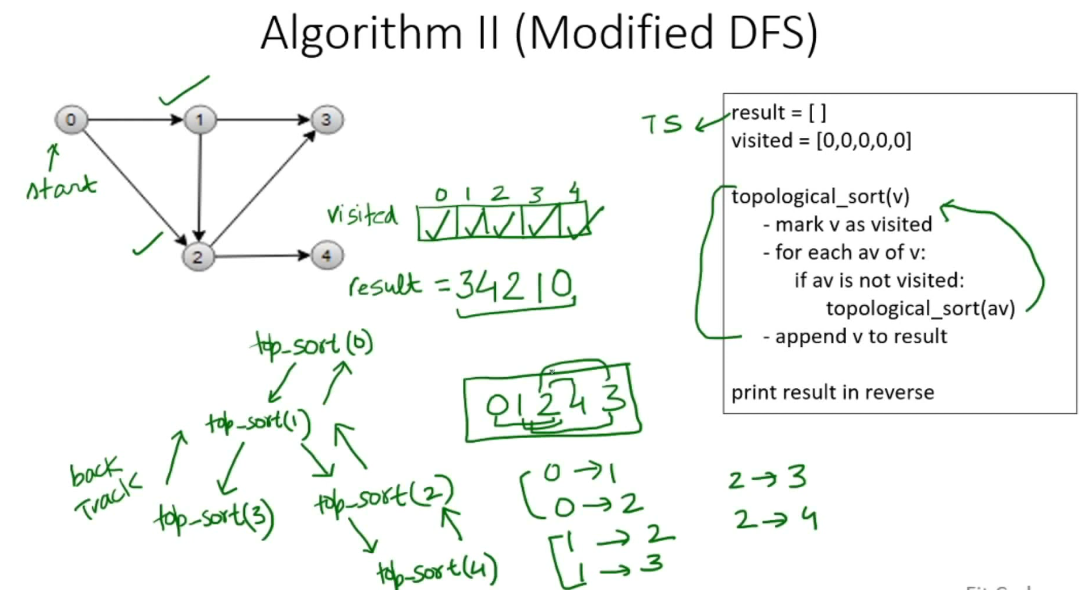 Algorithm II (Modified DFS)
0
1
3
2
4
start
visited
0 1 2 3 4
result = 34210
TS
result = [ ]
visited = [0,0,0,0,0]
topological_sort(v)
- mark v as visited
- for each av of v:
if av is not visited:
topological_sort(av)
- append v to result
print result in reverse
top_sort(0)
top_sort(1)
back
Track
top_sort(3)
top_sort(2)
top_sort(4)
01243
0 → 1
0 → 2
1 → 2
1 → 3
2 → 3
2 → 4